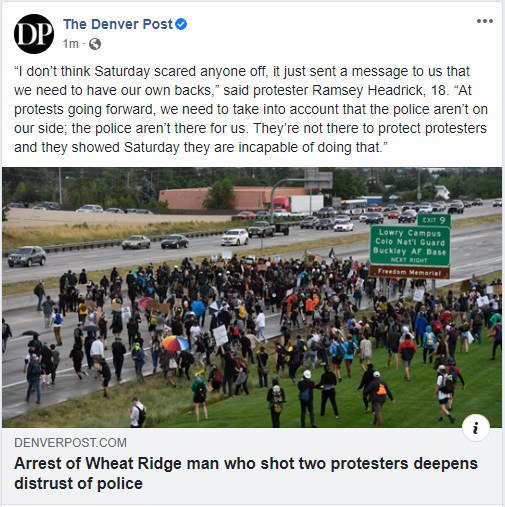 DP
The Denver Post
1m
“I don’t think Saturday scared anyone off, it just sent a message to us that
we need to have our own backs,” said protester Ramsey Headrick, 18. “At
protests going forward, we need to take into account that the police aren’t on
our side; the police aren’t there for us. They’re not there to protect protesters
and they showed Saturday they are incapable of doing that.”
EXIT 9
Lowry Campus
Colo Nat'l Guard
Buckley AF Base
NEXT RIGHT
Freedom Memorial
DENVERPOST.COM
Arrest of Wheat Ridge man who shot two protesters deepens
distrust of police